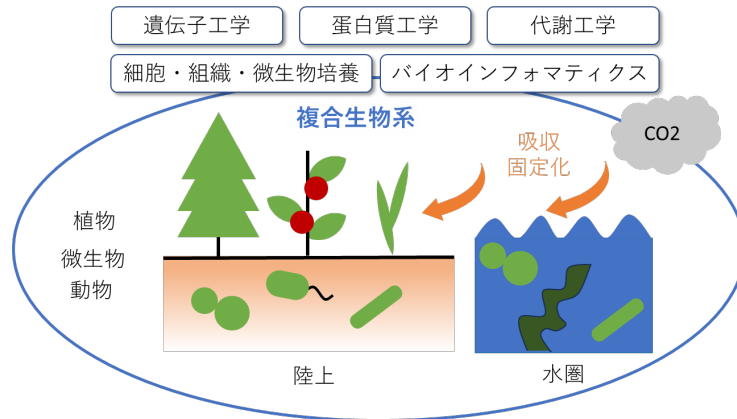 遺伝子工学
蛋白質工学
代謝工学
細胞・組織・微生物培養
バイオインフォマティクス
複合生物系
CO2
吸収
固定化
植物
微生物
動物
陸上
水圏